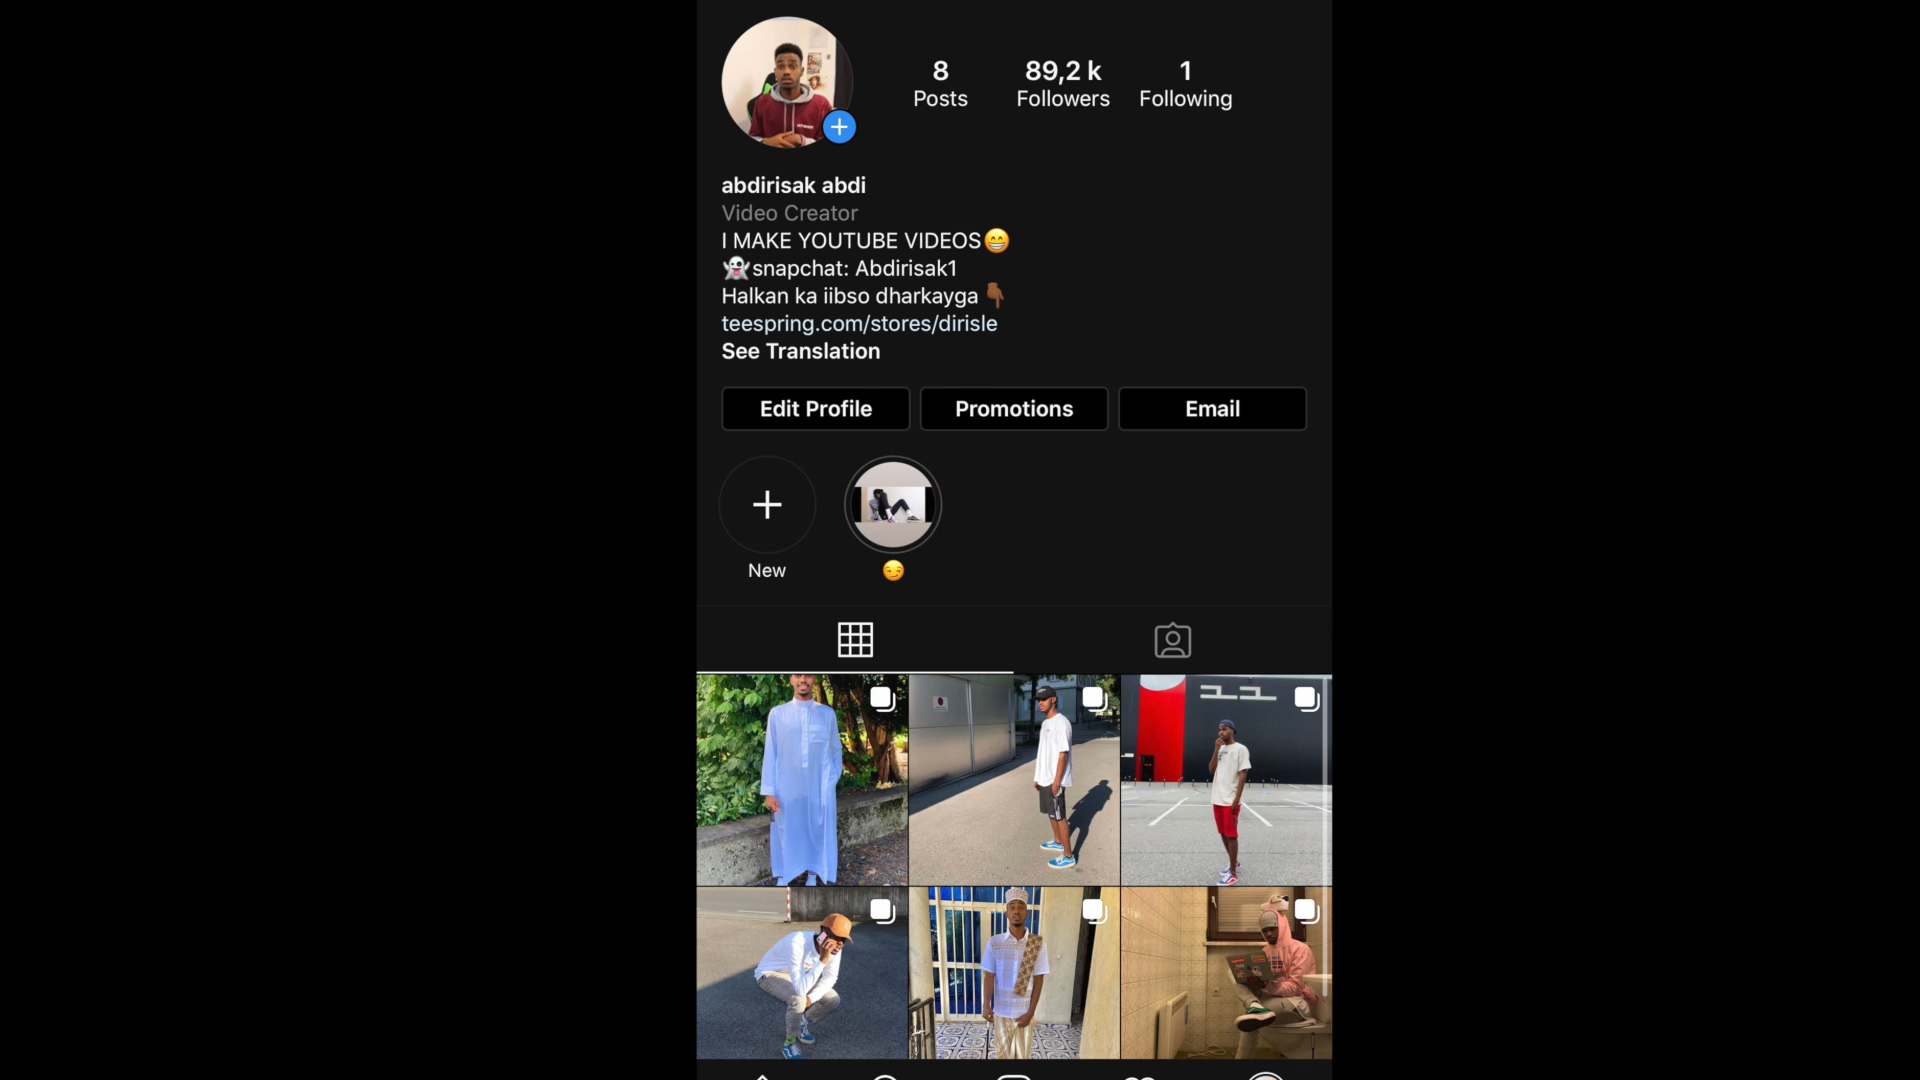 8 89,2 k 1
Posts Followers Following
abdirisak abdi
Video Creator
I MAKE YOUTUBE VIDEOS😁
👻snapchat: Abdirisak1
Halkan ka iibso dharkayga 👇🏾
teespring.com/stores/dirisle
See Translation
Edit Profile Promotions Email
New 😏